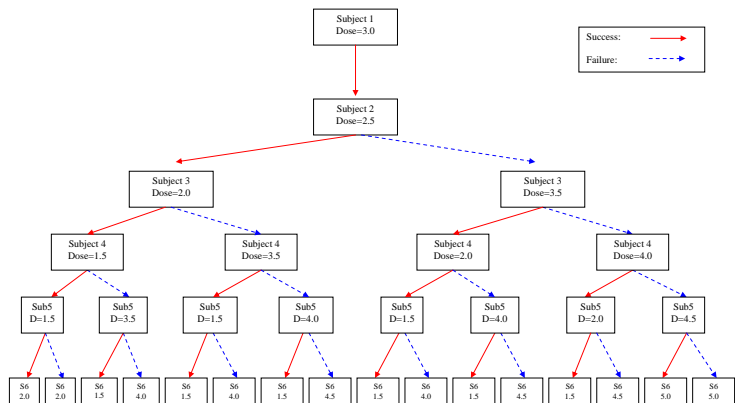 Subject 1
Dose=3.0
Success:
Failure:
Subject 2
Dose=2.5
Subject 3
Dose=2.0
Subject 3
Dose=3.5
Subject 4
Dose=1.5
Subject 4
Dose=3.5
Subject 4
Dose=2.0
Subject 4
Dose=4.0
Sub5
D=1.5
Sub5
D=3.5
Sub5
D=1.5
Sub5
D=4.0
Sub5
D=1.5
Sub5
D=4.0
Sub5
D=2.0
Sub5
D=4.5
S6
2.0
S6
2.0
S6
1.5
S6
4.0
S6
1.5
S6
4.0
S6
1.5
S6
4.5
S6
1.5
S6
4.0
S6
1.5
S6
4.5
S6
1.5
S6
4.5
S6
5.0
S6
5.0